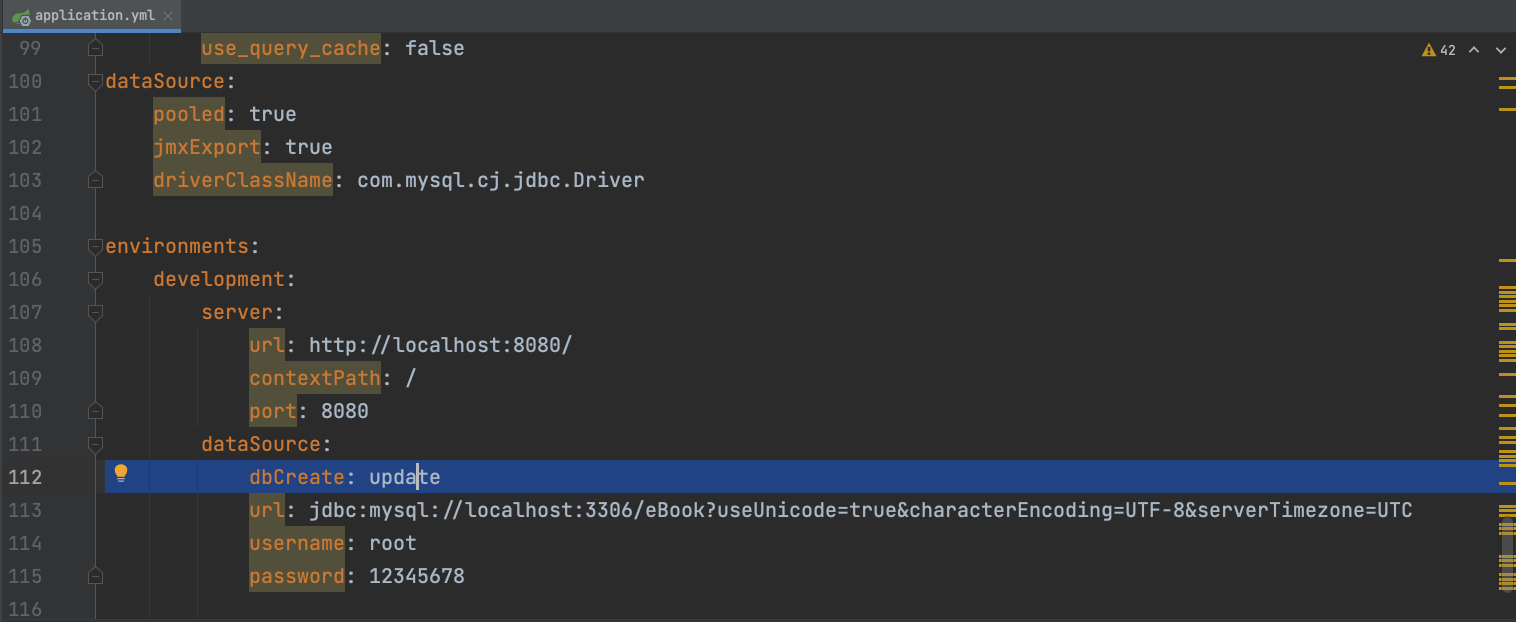 application.yml
99 use_query_cache: false
42
100 dataSource:
101 pooled: true
102 jmxExport: true
103 driverClassName: com.mysql.cj.jdbc.Driver
104
105 environments:
106 development:
107 server:
108 url: http://localhost:8080/
109 contextPath: /
110 port: 8080
111 dataSource:
112 dbCreate: update
113 url: jdbc:mysql://localhost:3306/eBook?useUnicode=true&characterEncoding=UTF-8&serverTimezone=UTC
114 username: root
115 password: 12345678
116